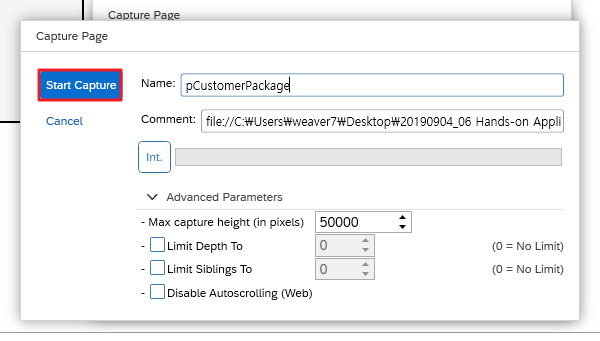 Capture Page
Capture Page
Start Capture
Name: pCustomerPackage
Cancel
Comment: file://C:₩Users₩weaver7₩Desktop₩20190904_06 Hands-on Appli
Int.
Advanced Parameters
- Max capture height (in pixels) 50000
- Limit Depth To 0 (0 = No Limit)
- Limit Siblings To 0 (0 = No Limit)
- Disable Autoscrolling (Web)